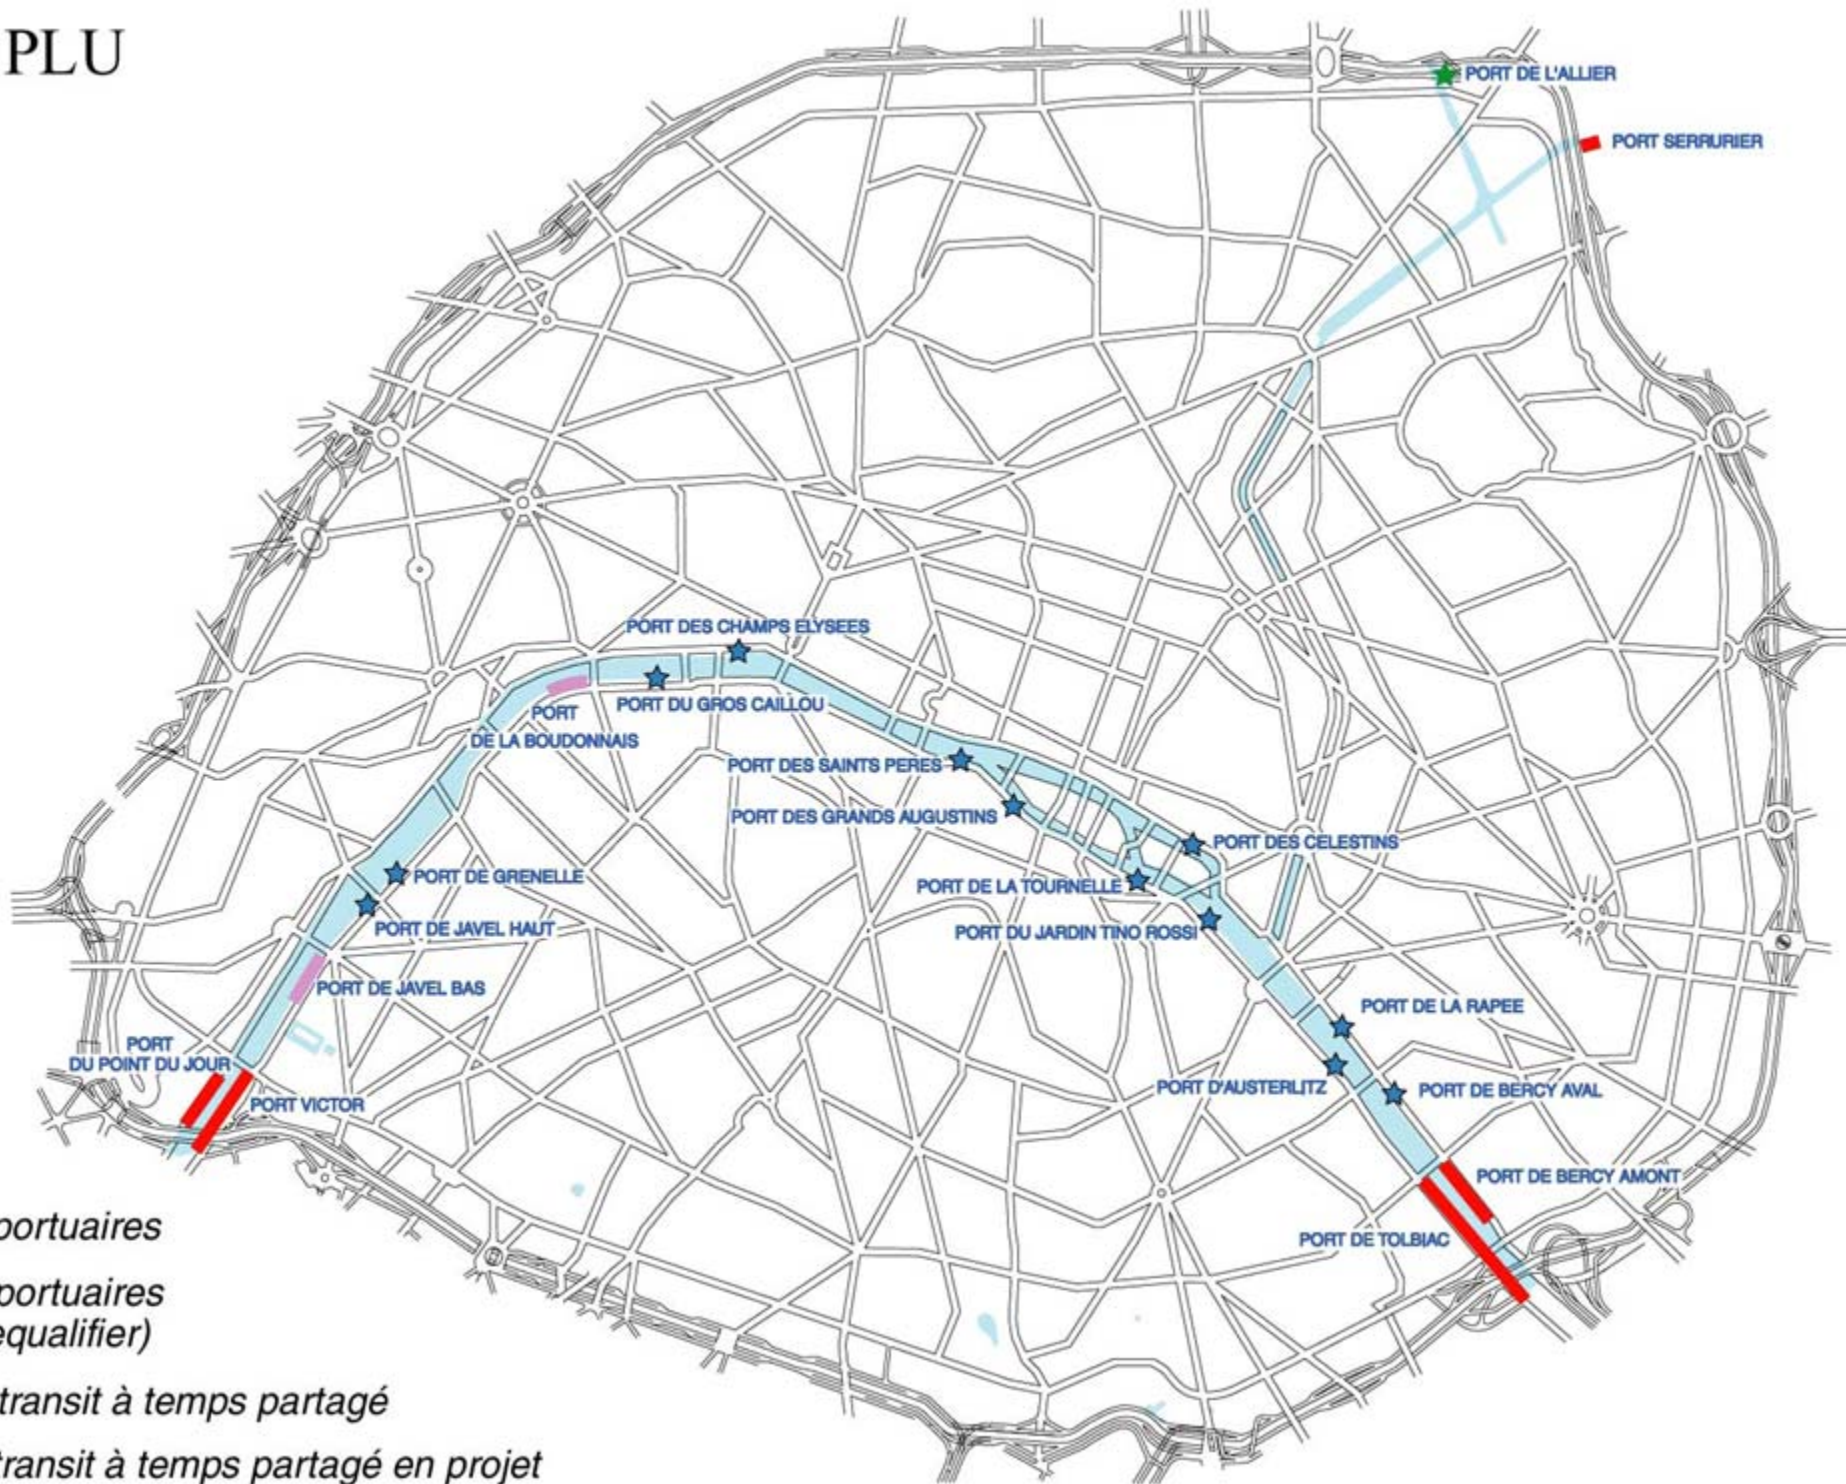 PLU
PORT DE L'ALLIER
PORT SERRURIER
PORT DES CHAMPS ELYSEES
PORT DU GROS CAILLOU
PORT
DE LA BOUDONNAIS
PORT DES SAINTS PERES
PORT DES GRANDS AUGUSTINS
PORT DES CELESTINS
PORT DE GRENELLE
PORT DE LA TOURNELLE
PORT DE JAVEL HAUT
PORT DU JARDIN TINO ROSSI
PORT DE JAVEL BAS
PORT DE LA RAPEE
PORT
DU POINT DU JOUR
PORT VICTOR
PORT D'AUSTERLITZ
PORT DE BERCY AVAL
PORT DE BERCY AMONT
PORT DE TOLBIAC
portuaires
portuaires
equalifier)
transit à temps partagé
transit à temps partagé en projet